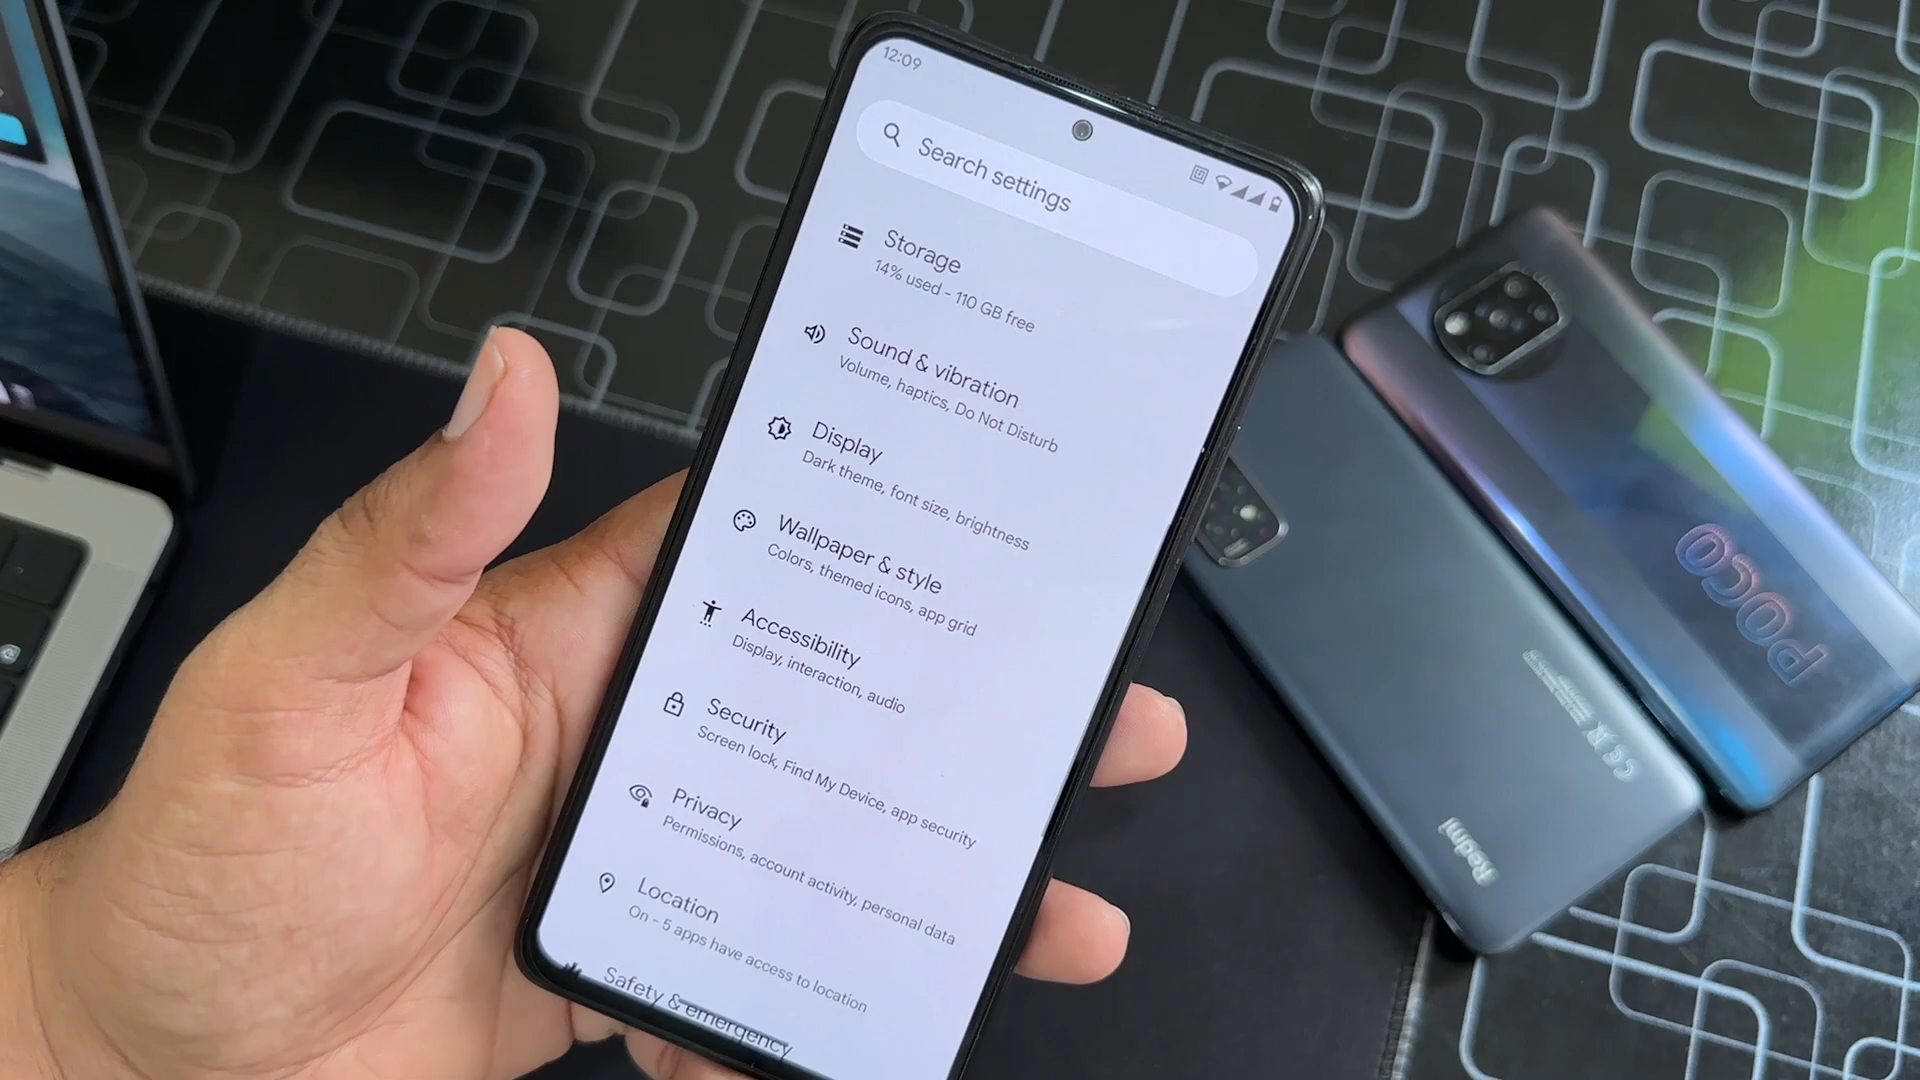 12:09
Search settings
Storage
14% used - 110 GB free
Sound & vibration
Volume, haptics, Do Not Disturb
Display
Dark theme, font size, brightness
Wallpaper & style
Colors, themed icons, app grid
Accessibility
Display, interaction, audio
Security
Screen lock, Find My Device, app security
Privacy
Permissions, account activity, personal data
Location
On - 5 apps have access to location
Safety & emergency
POCO
Redmi
CE